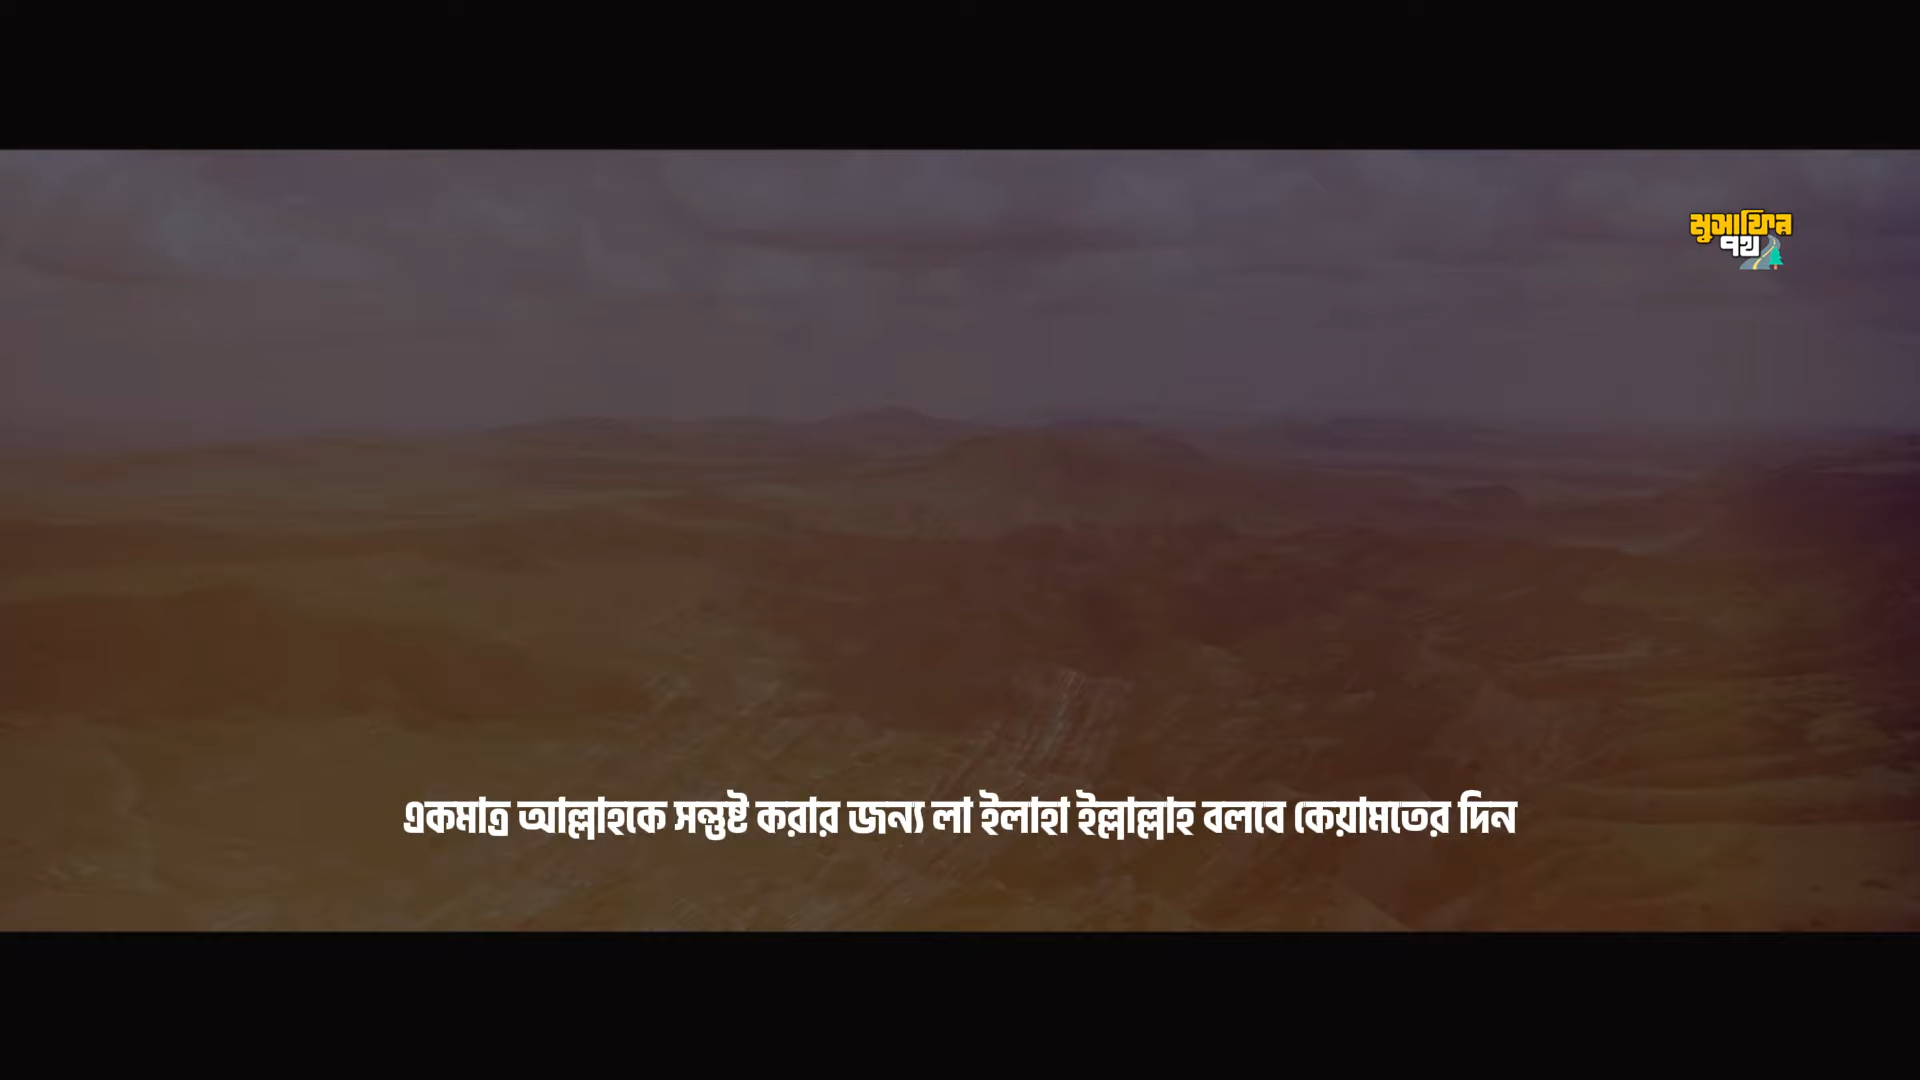 মুসাফির
পথ
একমাত্র আল্লাহকে সন্তুষ্ট করার জন্য লা ইলাহা ইল্লাল্লাহ বলবে কেয়ামতের দিন